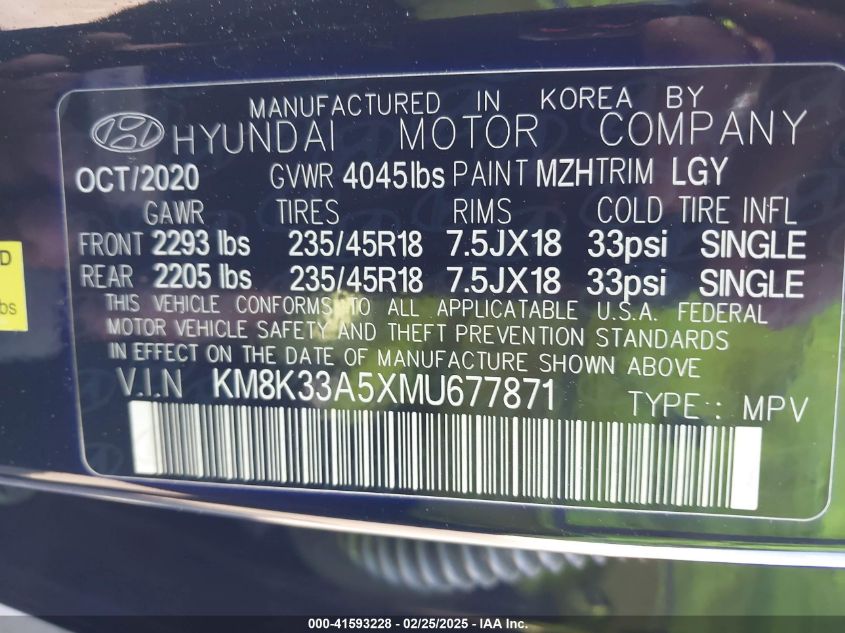 MANUFACTURED IN KOREA BY
HYUNDAI MOTOR COMPANY
OCT/2020 GVWR 4045lbs PAINT MZHTRIM LGY
GAWR TIRES RIMS COLD TIRE INFL
FRONT 2293 lbs 235/45R18 7.5JX18 33psi SINGLE
REAR 2205 lbs 235/45R18 7.5JX18 33psi SINGLE
THIS VEHICLE CONFORMS TO ALL APPLICATABLE U.S.A. FEDERAL
MOTOR VEHICLE SAFETY AND THEFT PREVENTION STANDARDS
IN EFFECT ON THE DATE OF MANUFACTURE SHOWN ABOVE
V.I.N KM8K33A5XMU677871
TYPE : MPV
D
bs
000-41593228 - 02/25/2025 - IAA Inc.